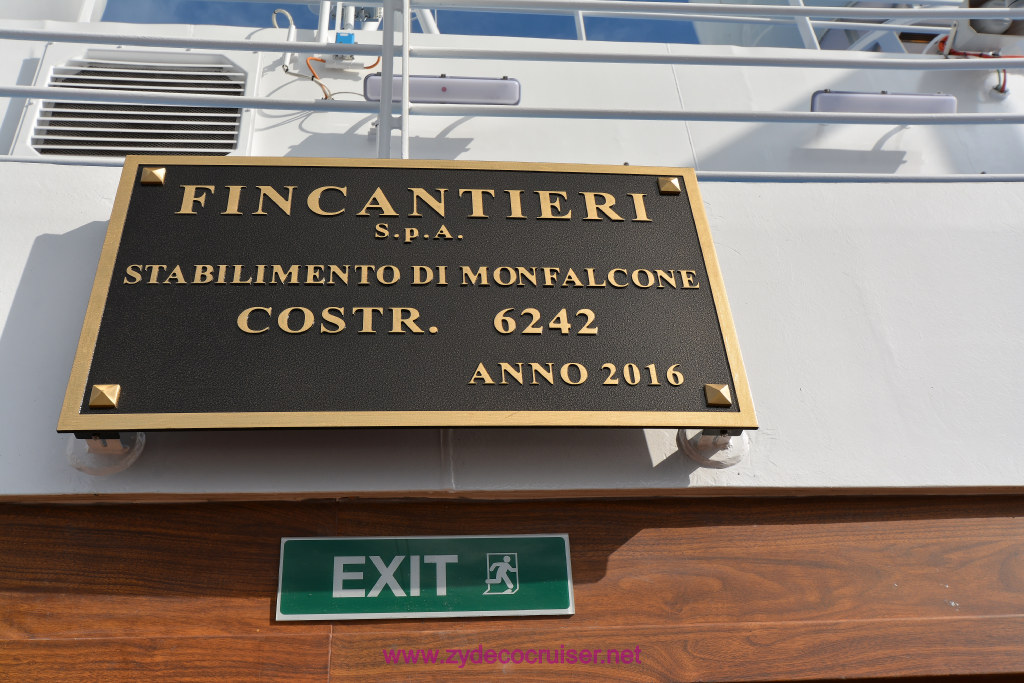 FINCANTIERI
S.p.A.
STABILIMENTO DI MONFALCONE
COSTR. 6242
ANNO 2016
EXIT
www.zydecocruiser.net